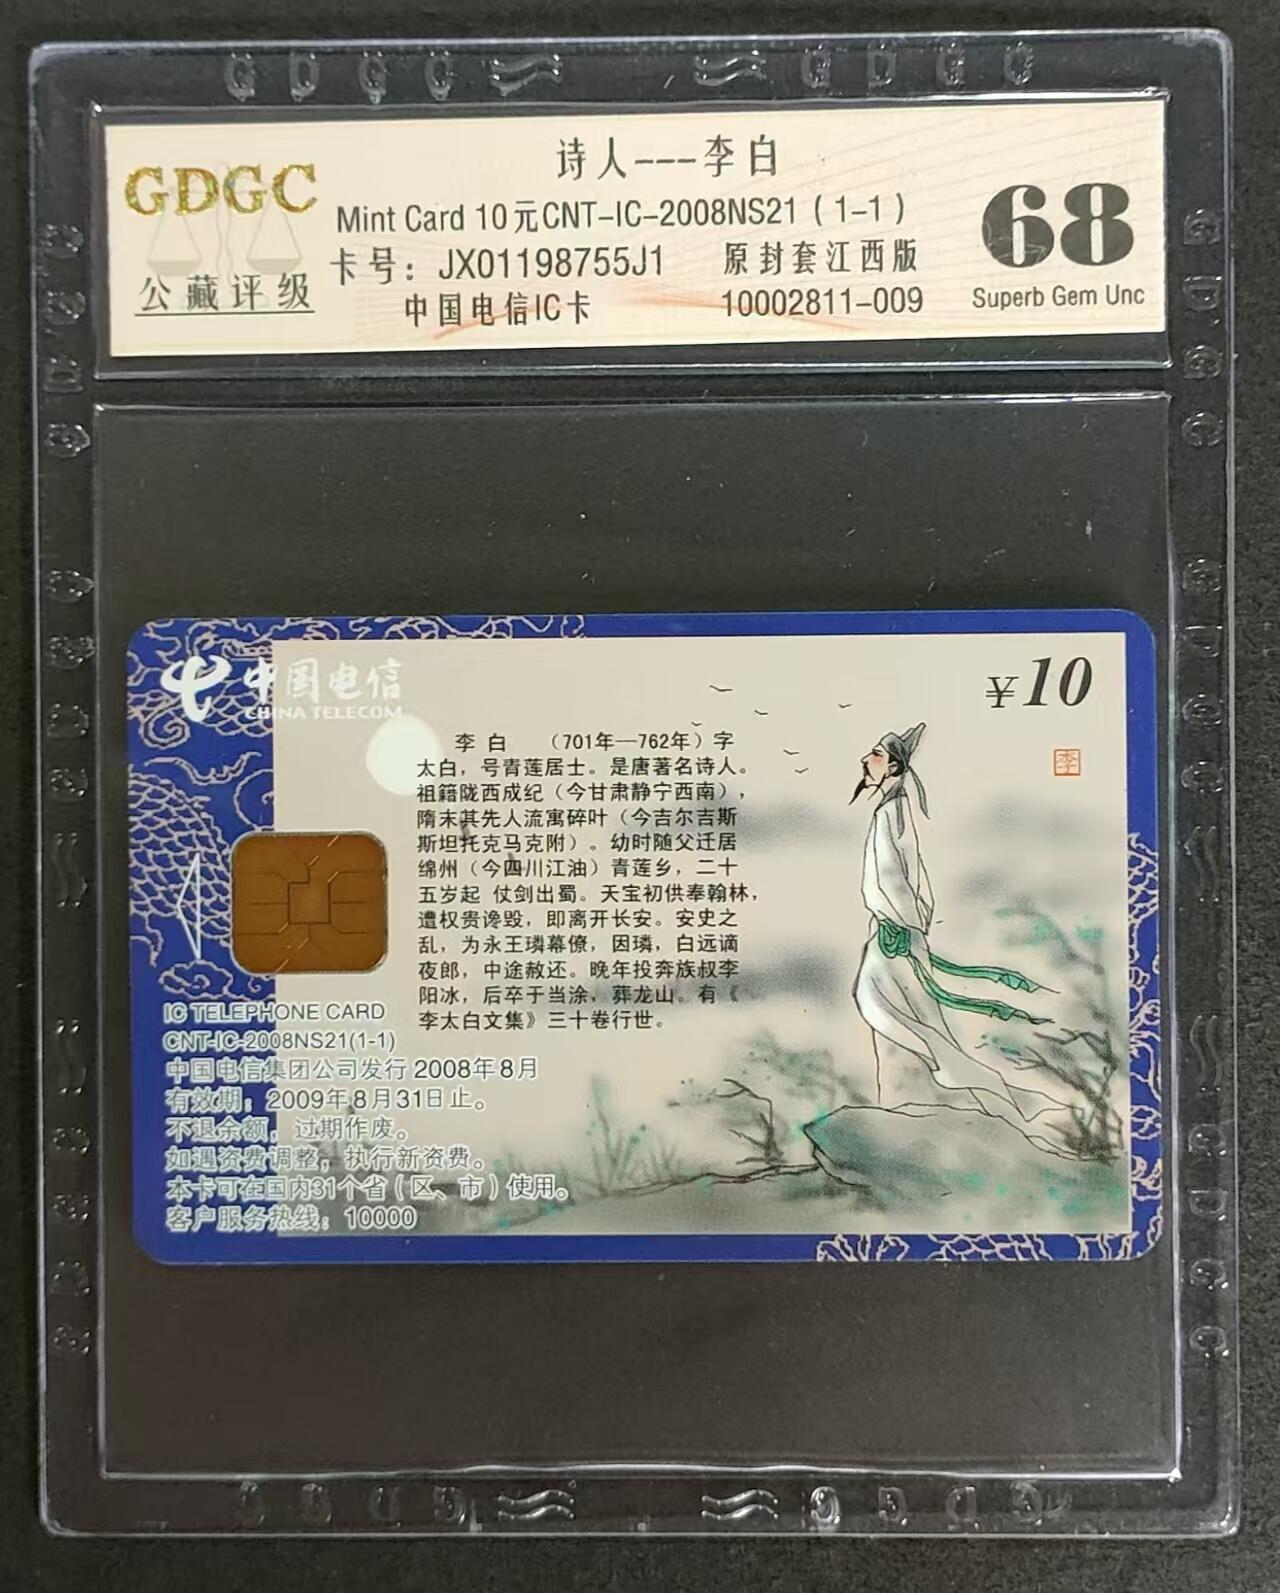 GDGC
公藏评级
诗人---李白
Mint Card 10元CNT-IC-2008NS21（1-1）
卡号：JX01198755J1 原封套江西版
中国电信IC卡 10002811-009
68
Superb Gem Unc
中国电信
CHINA TELECOM
¥10
李
李白 （701年—762年）字
太白，号青莲居士。是唐著名诗人。
祖籍陇西成纪（今甘肃静宁西南），
隋末其先人流寓碎叶（今吉尔吉斯
斯坦托克马克附）。幼时随父迁居
绵州（今四川江油）青莲乡，二十
五岁起 仗剑出蜀。天宝初供奉翰林，
遭权贵谗毁，即离开长安。安史之
乱，为永王璘幕僚，因璘，白远谪
夜郎，中途赦还。晚年投奔族叔李
阳冰，后卒于当涂，葬龙山。有《
李太白文集》三十卷行世。
IC TELEPHONE CARD
CNT-IC-2008NS21(1-1)
中国电信集团公司发行 2008年8月
有效期：2009年8月31日止。
不退余额，过期作废。
如遇资费调整，执行新资费。
本卡可在国内31个省（区、市）使用。
客户服务热线：10000